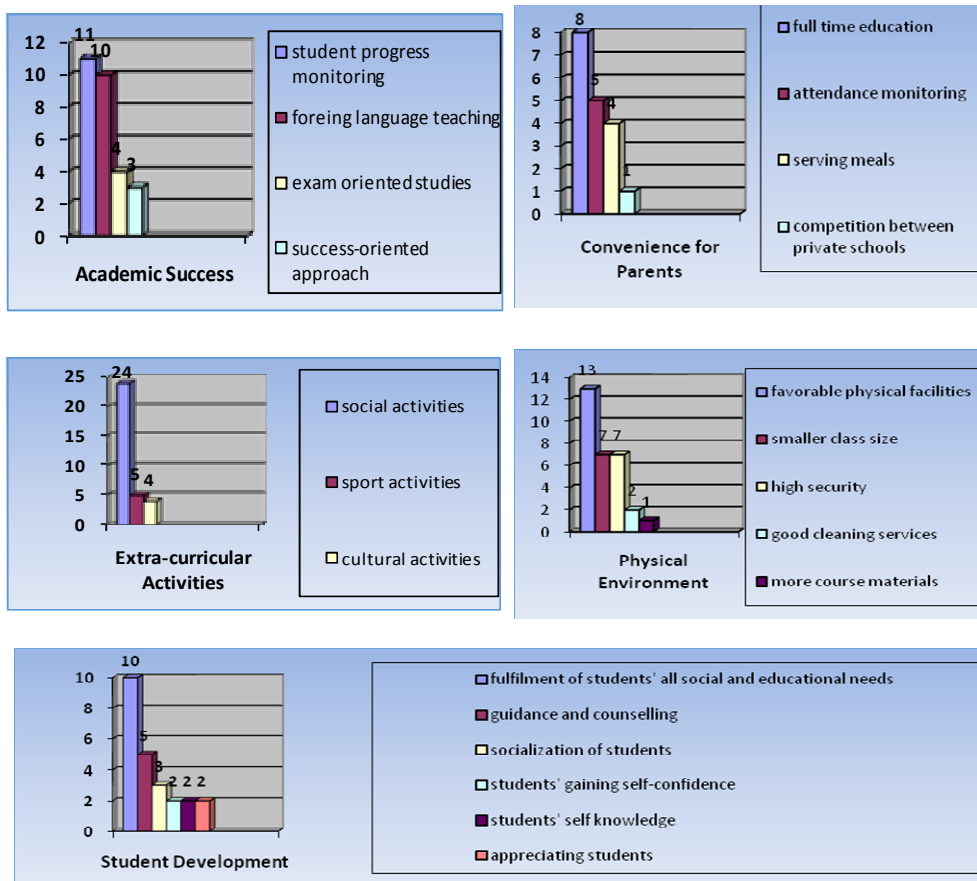 12
11
10
10
8
6
4
4
3
2
0
Academic Success
student progress
monitoring
foreing language teaching
exam oriented studies
success-oriented
approach
8
8
7
6
5
5
4
4
3
2
1
1
0
Convenience for
Parents
full time education
attendance monitoring
serving meals
competition between
private schools
25
24
20
15
10
5
5
4
0
Extra-curricular
Activities
social activities
sport activities
cultural activities
14
13
12
10
8
7 7
6
4
2
2
1
0
Physical
Environment
favorable physical facilities
smaller class size
high security
good cleaning services
more course materials
10
10
8
6
5
4
3
2
2 2 2
0
Student Development
fulfilment of students' all social and educational needs
guidance and counselling
socialization of students
students' gaining self-confidence
students' self knowledge
appreciating students